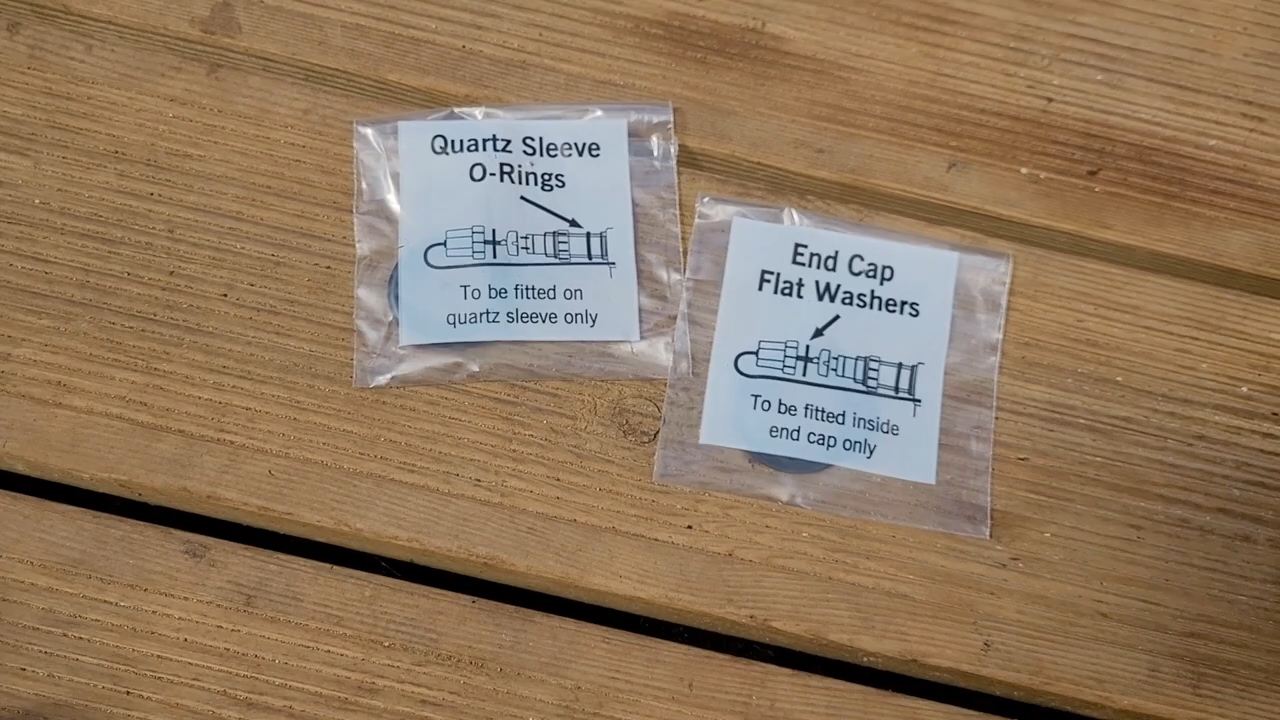 Quartz Sleeve
O-Rings
To be fitted on
quartz sleeve only
End Cap
Flat Washers
To be fitted inside
end cap only